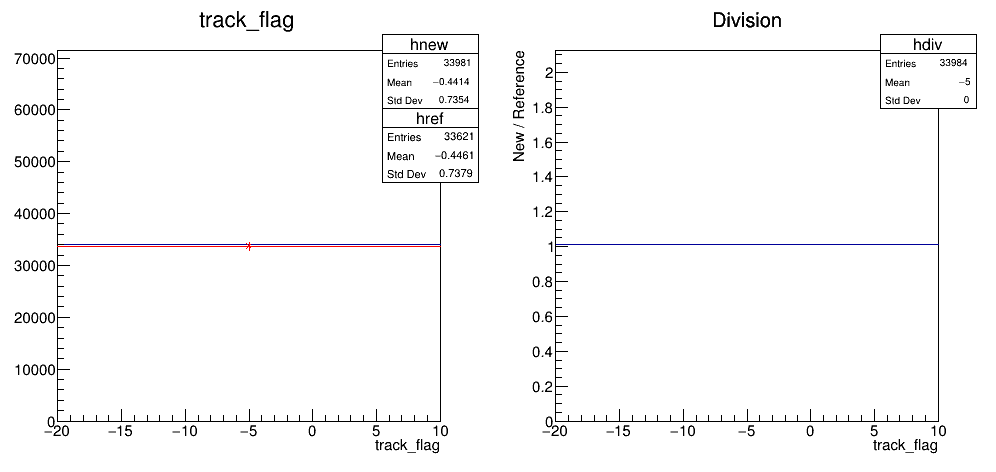 track_flag
hnew
Entries 33981
Mean −0.4414
Std Dev 0.7354
href
Entries 33621
Mean −0.4461
Std Dev 0.7379
70000
60000
50000
40000
30000
20000
10000
0
−20 −15 −10 −5 0 5 10
track_flag
Division
hdiv
Entries 33984
Mean −5
Std Dev 0
New / Reference
2
1.8
1.6
1.4
1.2
1
0.8
0.6
0.4
0.2
0
−20 −15 −10 −5 0 5 10
track_flag